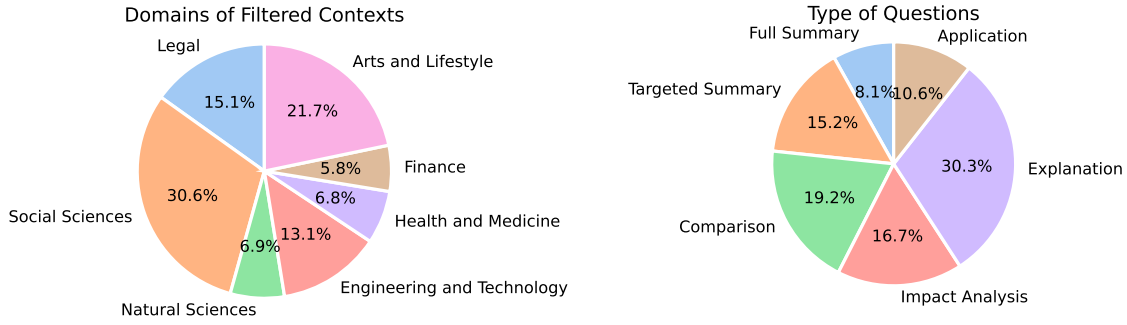 Domains of Filtered Contexts
Legal
Arts and Lifestyle
15.1%
21.7%
Finance
5.8%
30.6%
6.8%
Social Sciences
Health and Medicine
6.9%
13.1%
Engineering and Technology
Natural Sciences
Type of Questions
Full Summary
Application
Targeted Summary
8.1%
10.6%
15.2%
30.3%
Explanation
19.2%
Comparison
16.7%
Impact Analysis